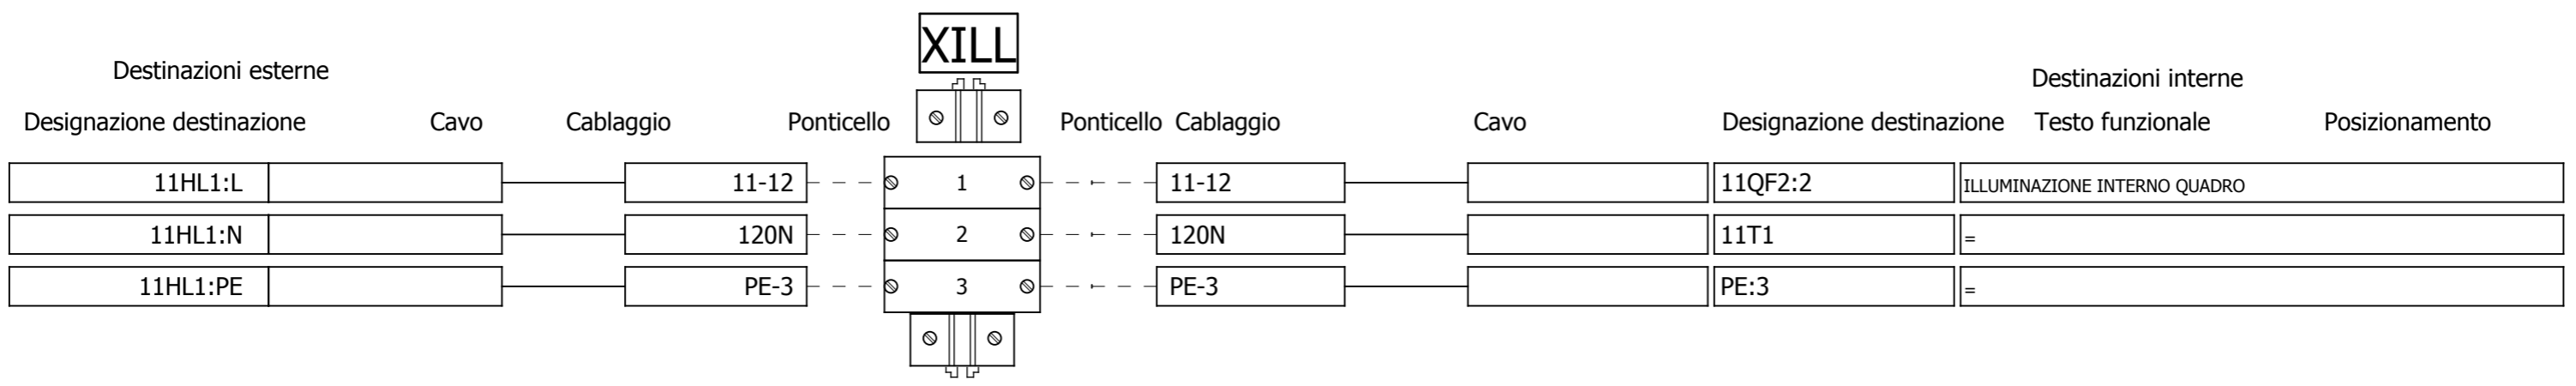 XILL
Destinazioni esterne
Destinazioni interne
Designazione destinazione Cavo Cablaggio Ponticello Ponticello Cablaggio Cavo Designazione destinazione Testo funzionale Posizionamento
11HL1:L 11-12 1 11-12 11QF2:2 ILLUMINAZIONE INTERNO QUADRO
11HL1:N 120N 2 120N 11T1 =
11HL1:PE PE-3 3 PE-3 PE:3 =